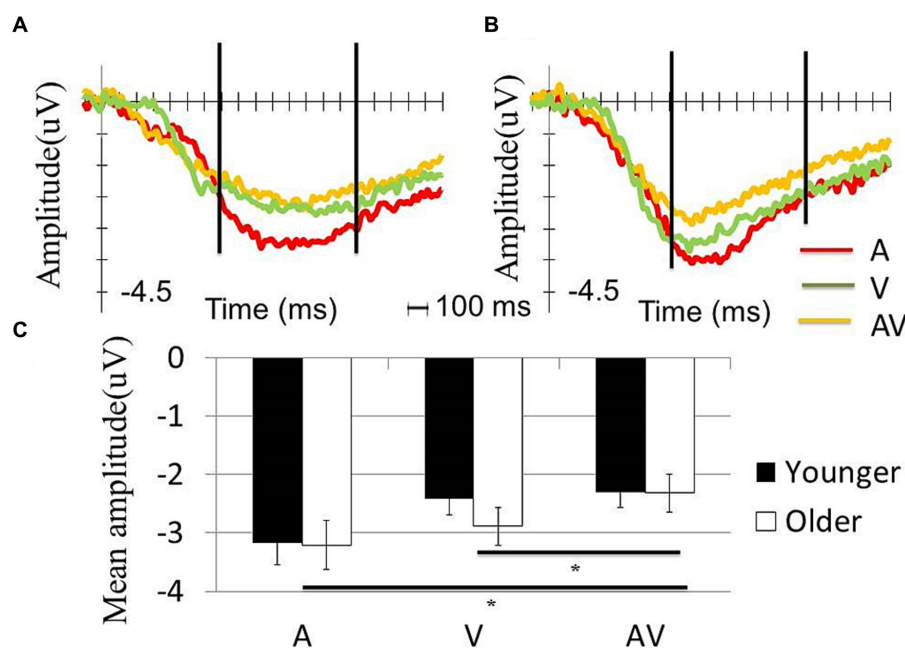 A
B
Amplitude(uV)
Amplitude(uV)
-4.5
-4.5
Time (ms)
100 ms
Time (ms)
A
V
AV
C
Mean amplitude(uV)
0
-1
-2
-3
-4
*
*
A
V
AV
Younger
Older